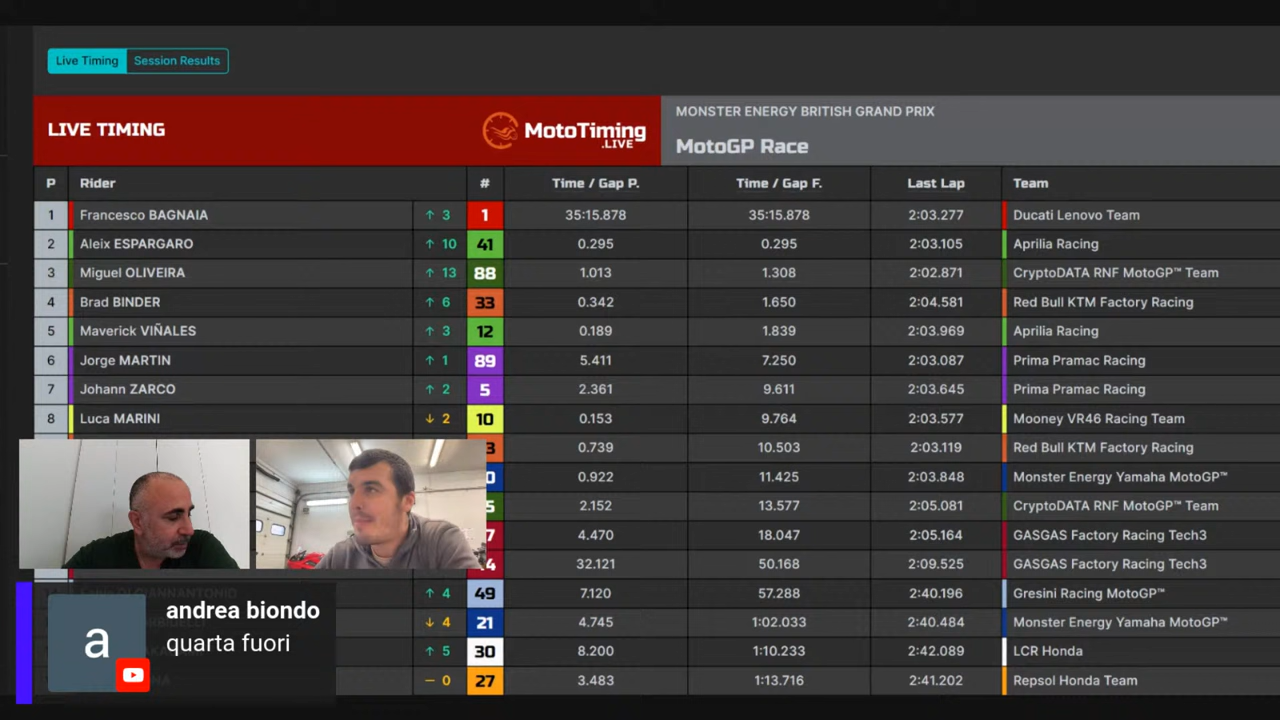 Live Timing Session Results
LIVE TIMING MotoTiming .LIVE MONSTER ENERGY BRITISH GRAND PRIX
MotoGP Race
P Rider # Time / Gap P. Time / Gap F. Last Lap Team
1 Francesco BAGNAIA ↑ 3 1 35:15.878 35:15.878 2:03.277 Ducati Lenovo Team
2 Aleix ESPARGARO ↑ 10 41 0.295 0.295 2:03.105 Aprilia Racing
3 Miguel OLIVEIRA ↑ 13 88 1.013 1.308 2:02.871 CryptoDATA RNF MotoGP™ Team
4 Brad BINDER ↑ 6 33 0.342 1.650 2:04.581 Red Bull KTM Factory Racing
5 Maverick VIÑALES ↑ 3 12 0.189 1.839 2:03.969 Aprilia Racing
6 Jorge MARTIN ↑ 1 89 5.411 7.250 2:03.087 Prima Pramac Racing
7 Johann ZARCO ↑ 2 5 2.361 9.611 2:03.645 Prima Pramac Racing
8 Luca MARINI ↓ 2 10 0.153 9.764 2:03.577 Mooney VR46 Racing Team
3 0.739 10.503 2:03.119 Red Bull KTM Factory Racing
0 0.922 11.425 2:03.848 Monster Energy Yamaha MotoGP™
5 2.152 13.577 2:05.081 CryptoDATA RNF MotoGP™ Team
7 4.470 18.047 2:05.164 GASGAS Factory Racing Tech3
4 32.121 50.168 2:09.525 GASGAS Factory Racing Tech3
↑ 4 49 7.120 57.288 2:40.196 Gresini Racing MotoGP™
↓ 4 21 4.745 1:02.033 2:40.484 Monster Energy Yamaha MotoGP™
↑ 5 30 8.200 1:10.233 2:42.089 LCR Honda
– 0 27 3.483 1:13.716 2:41.202 Repsol Honda Team
a andrea biondo
quarta fuori